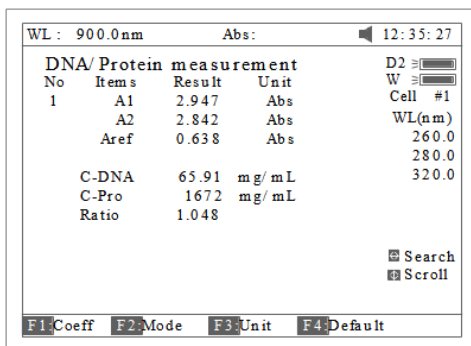 WL: 900.0nm Abs: 12:35:27
DNA/Protein measurement D2
No Items Result Unit W
1 A1 2.947 Abs Cell #1
A2 2.842 Abs WL(nm)
Aref 0.638 Abs 260.0
280.0
C-DNA 65.91 mg/mL 320.0
C-Pro 1672 mg/mL
Ratio 1.048
Search
Scroll
F1:Coeff F2:Mode F3:Unit F4:Default